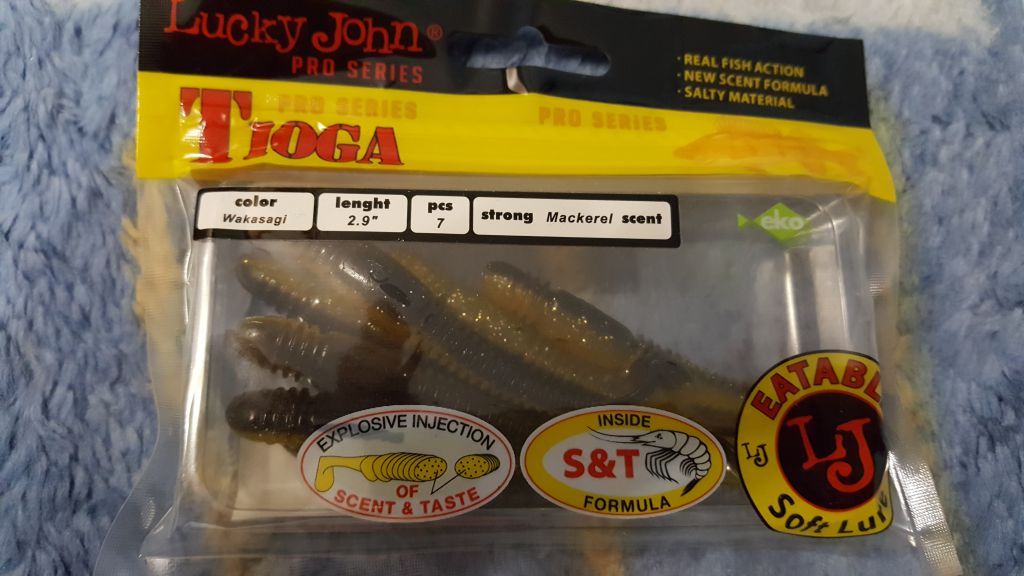 Lucky John®
PRO SERIES
· REAL FISH ACTION
· NEW SCENT FORMULA
· SALTY MATERIAL
PRO SERIES
PRO SERIES
TIOGA
color
Wakasagi
lenght
2.9"
pcs
7
strong Mackerel scent
eko
EXPLOSIVE INJECTION
OF
SCENT & TASTE
INSIDE
S&T
FORMULA
EATABL
LJ
LJ
Soft Lure